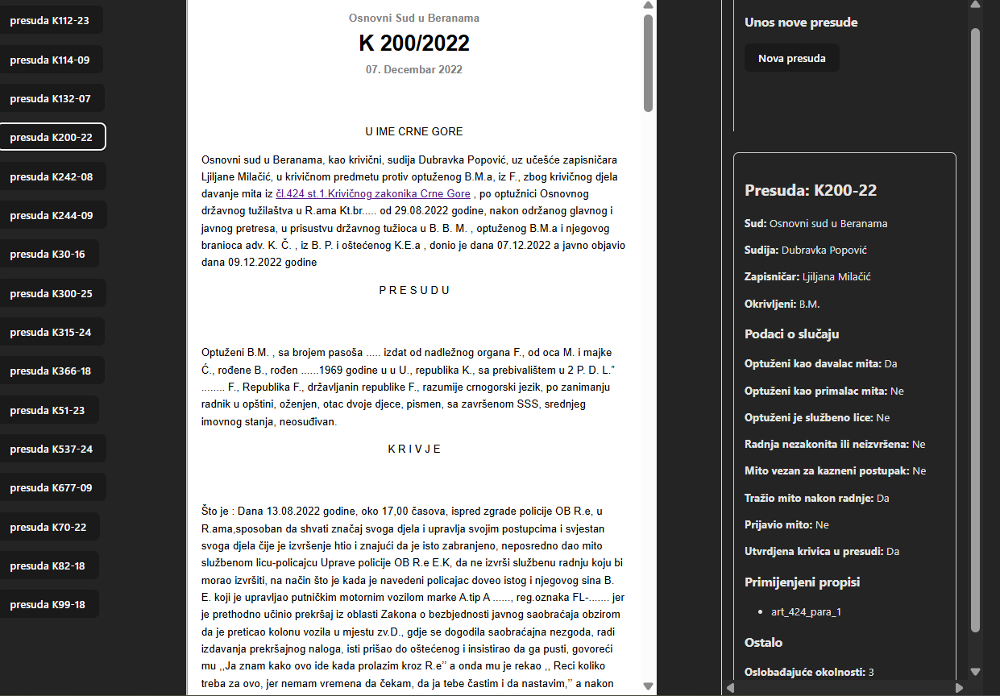 presuda K112-23
presuda K114-09
presuda K132-07
presuda K200-22
presuda K242-08
presuda K244-09
presuda K30-16
presuda K300-25
presuda K315-24
presuda K366-18
presuda K51-23
presuda K537-24
presuda K677-09
presuda K70-22
presuda K82-18
presuda K99-18
Osnovni Sud u Beranama
K 200/2022
07. Decembar 2022
U IME CRNE GORE
Osnovni sud u Beranama, kao krivični, sudija Dubravka Popović, uz učešće zapisničara
Ljiljane Milačić, u krivičnom predmetu protiv optuženog B.M.a, iz F., zbog krivičnog djela
davanje mita iz čl.424 st.1.Krivičnog zakonika Crne Gore , po optužnici Osnovnog
državnog tužilaštva u R.ama Kt.br..... od 29.08.2022 godine, nakon održanog glavnog i
javnog pretresa, u prisustvu državnog tužioca u B. B. M. , optuženog B.M.a i njegovog
branioca adv. K. Č. , iz B. P. i oštećenog K.E.a , donio je dana 07.12.2022 a javno objavio
dana 09.12.2022 godine
P R E S U D U
Optuženi B.M. , sa brojem pasoša ..... izdat od nadležnog organa F., od oca M. i majke
Ć., rođene B., rođen ......1969 godine u u U., republika K., sa prebivalištem u 2 P. D. L.”
........ F., Republika F., državljanin republike F., razumije crnogorski jezik, po zanimanju
radnik u opštini, oženjen, otac dvoje djece, pismen, sa završenom SSS, srednjeg
imovnog stanja, neosuđivan.
K R I V J E
Što je : Dana 13.08.2022 godine, oko 17,00 časova, ispred zgrade policije OB R.e, u
R.ama,sposoban da shvati značaj svoga djela i upravlja svojim postupcima i svjestan
svoga djela čije je izvršenje htio i znajući da je isto zabranjeno, neposredno dao mito
službenom licu-policajcu Uprave policije OB R.e E.K, da ne izvrši službenu radnju koju bi
morao izvršiti, na način što je kada je navedeni policajac doveo istog i njegovog sina B.
E. koji je upravljao putničkim motornim vozilom marke A.tip A ......, reg.oznaka FL-....... jer
je prethodno učinio prekršaj iz oblasti Zakona o bezbjednosti javnog saobraćaja obzirom
da je preticao kolonu vozila u mjestu zv.D., gdje se dogodila saobraćajna nezgoda, radi
izdavanja prekršajnog naloga, isti prišao do oštećenog i insistirao da ga pusti, govoreći
mu ,,Ja znam kako ovo ide kada prolazim kroz R.e’’ a onda mu je rekao ,, Reci koliko
treba za ovo, jer nemam vremena da čekam, da ja tebe častim i da nastavim,’’ a nakon
Unos nove presude
Nova presuda
Presuda: K200-22
Sud: Osnovni sud u Beranama
Sudija: Dubravka Popović
Zapisničar: Ljiljana Milačić
Okrivljeni: B.M.
Podaci o slučaju
Optuženi kao davalac mita: Da
Optuženi kao primalac mita: Ne
Optuženi je službeno lice: Ne
Radnja nezakonita ili neizvršena: Ne
Mito vezan za kazneni postupak: Ne
Tražio mito nakon radnje: Da
Prijavio mito: Ne
Utvrdjena krivica u presudi: Da
Primijenjeni propisi
• art_424_para_1
Ostalo
Oslobađajuće okolnosti: 3